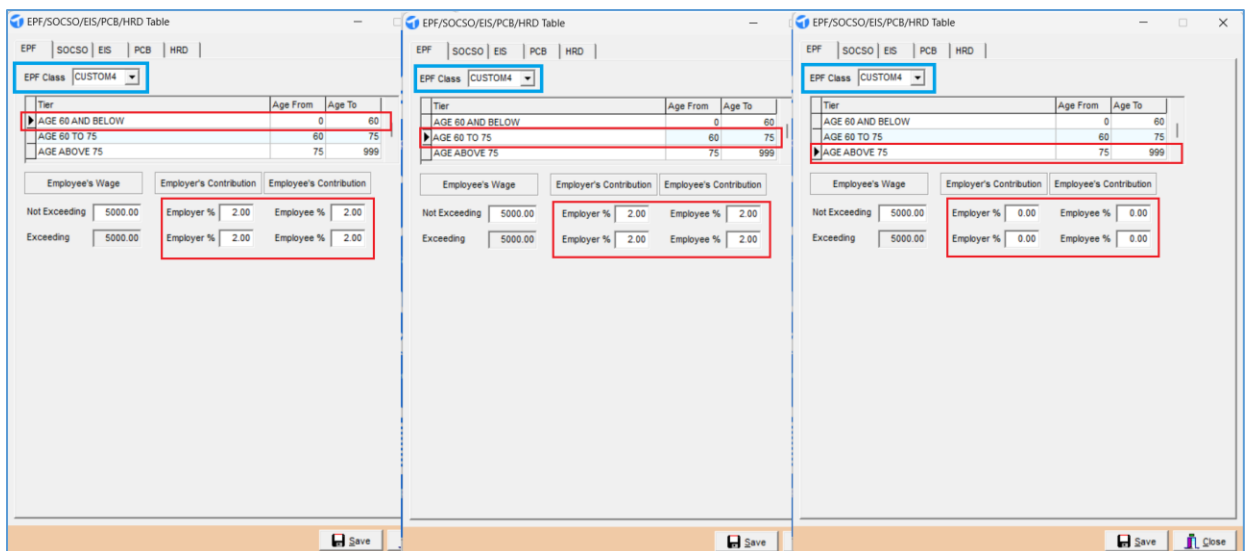 EPF/SOCSO/EIS/PCB/HRD Table
EPF SOCSO EIS PCB HRD
EPF Class CUSTOM4
Tier Age From Age To
AGE 60 AND BELOW 0 60
AGE 60 TO 75 60 75
AGE ABOVE 75 75 999
Employee's Wage Employer's Contribution Employee's Contribution
Not Exceeding 5000.00 Employer % 2.00 Employee % 2.00
Exceeding 5000.00 Employer % 2.00 Employee % 2.00
Save
EPF/SOCSO/EIS/PCB/HRD Table
EPF SOCSO EIS PCB HRD
EPF Class CUSTOM4
Tier Age From Age To
AGE 60 AND BELOW 0 60
AGE 60 TO 75 60 75
AGE ABOVE 75 75 999
Employee's Wage Employer's Contribution Employee's Contribution
Not Exceeding 5000.00 Employer % 2.00 Employee % 2.00
Exceeding 5000.00 Employer % 2.00 Employee % 2.00
Save
EPF/SOCSO/EIS/PCB/HRD Table
EPF SOCSO EIS PCB HRD
EPF Class CUSTOM4
Tier Age From Age To
AGE 60 AND BELOW 0 60
AGE 60 TO 75 60 75
AGE ABOVE 75 75 999
Employee's Wage Employer's Contribution Employee's Contribution
Not Exceeding 5000.00 Employer % 0.00 Employee % 0.00
Exceeding 5000.00 Employer % 0.00 Employee % 0.00
Save Close